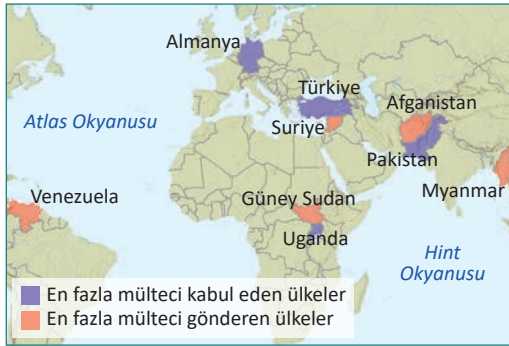 Almanya
Türkiye
Afganistan
Atlas Okyanusu
Suriye
Pakistan
Venezuela
Güney Sudan
Myanmar
Uganda
Hint
Okyanusu
En fazla mülteci kabul eden ülkeler
En fazla mülteci gönderen ülkeler